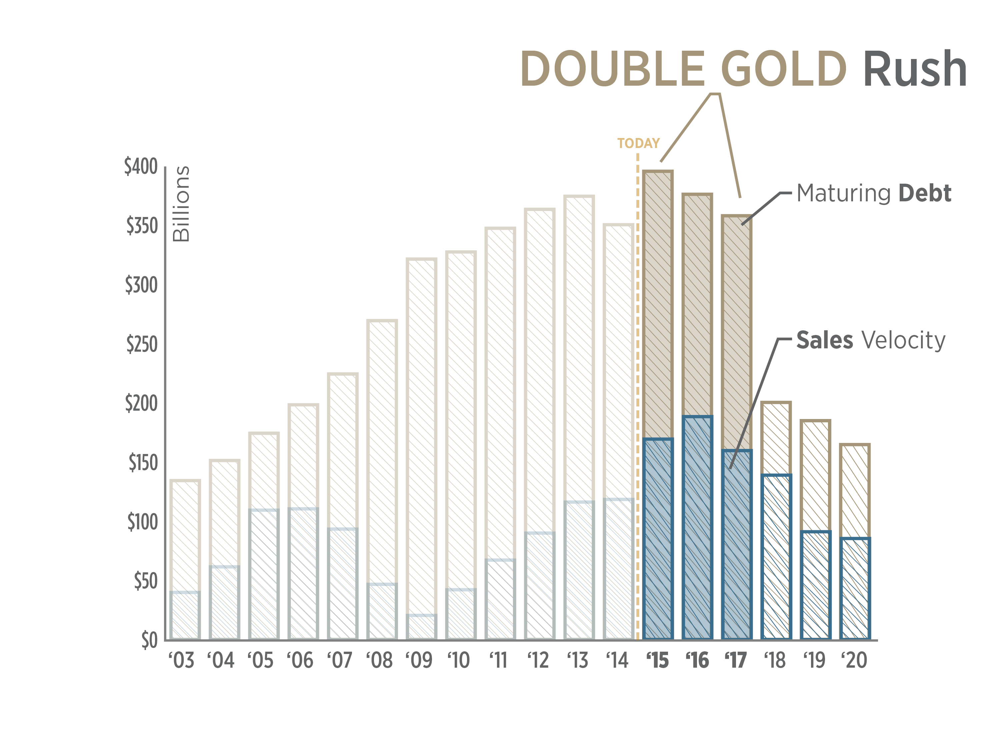 DOUBLE GOLD Rush
TODAY
Billions
$400
$350
$300
$250
$200
$150
$100
$50
$0
Maturing Debt
Sales Velocity
‘03 ‘04 ‘05 ‘06 ‘07 ‘08 ‘09 ‘10 ‘11 ‘12 ‘13 ‘14 ‘15 ‘16 ‘17 ‘18 ‘19 ‘20